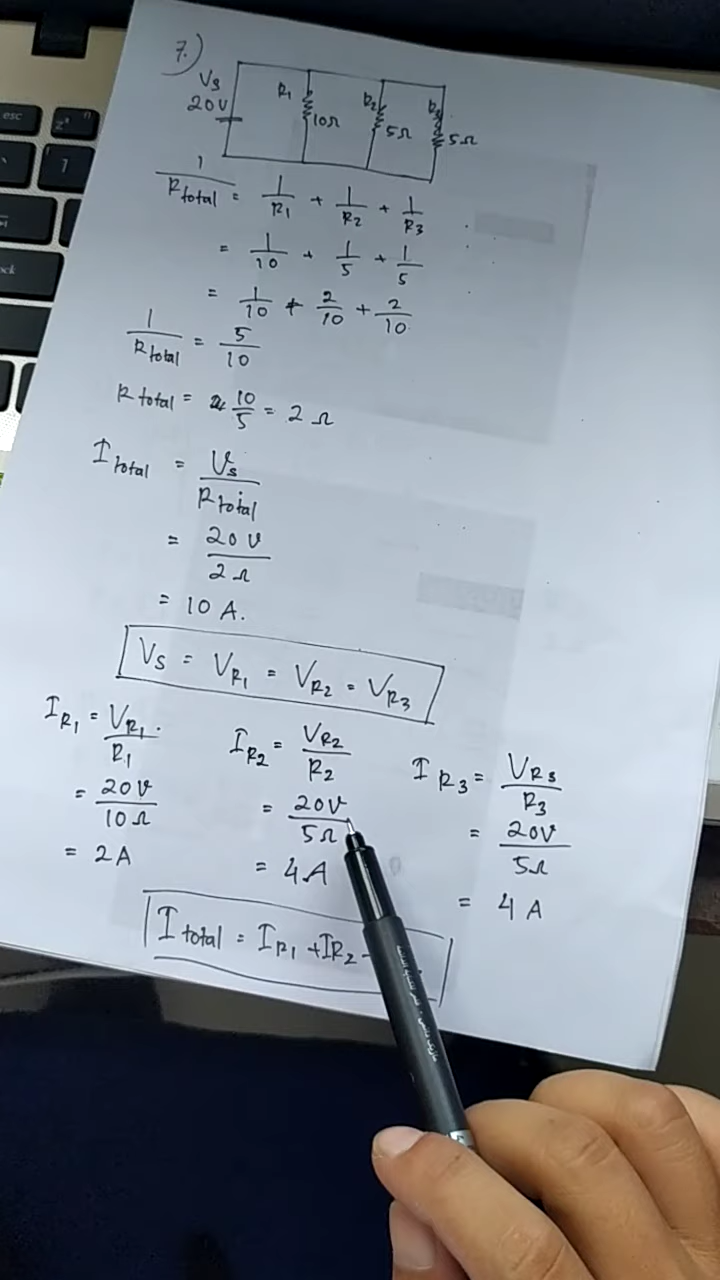 7.)
Vs
20V
R1
10Ω
R2
5Ω
R3
5Ω
1/Rtotal = 1/R1 + 1/R2 + 1/R3
= 1/10 + 1/5 + 1/5
= 1/10 + 2/10 + 2/10
1/Rtotal = 5/10
Rtotal = 10/5 = 2 Ω
Itotal = Vs/Rtotal
= 20V/2Ω
= 10 A.
Vs = VR1 = VR2 = VR3
IR1 = VR1/R1
= 20V/10Ω
= 2A
IR2 = VR2/R2
= 20V/5Ω
= 4A
IR3 = VR3/R3
= 20V/5Ω
= 4A
Itotal = IR1 + IR2
esc